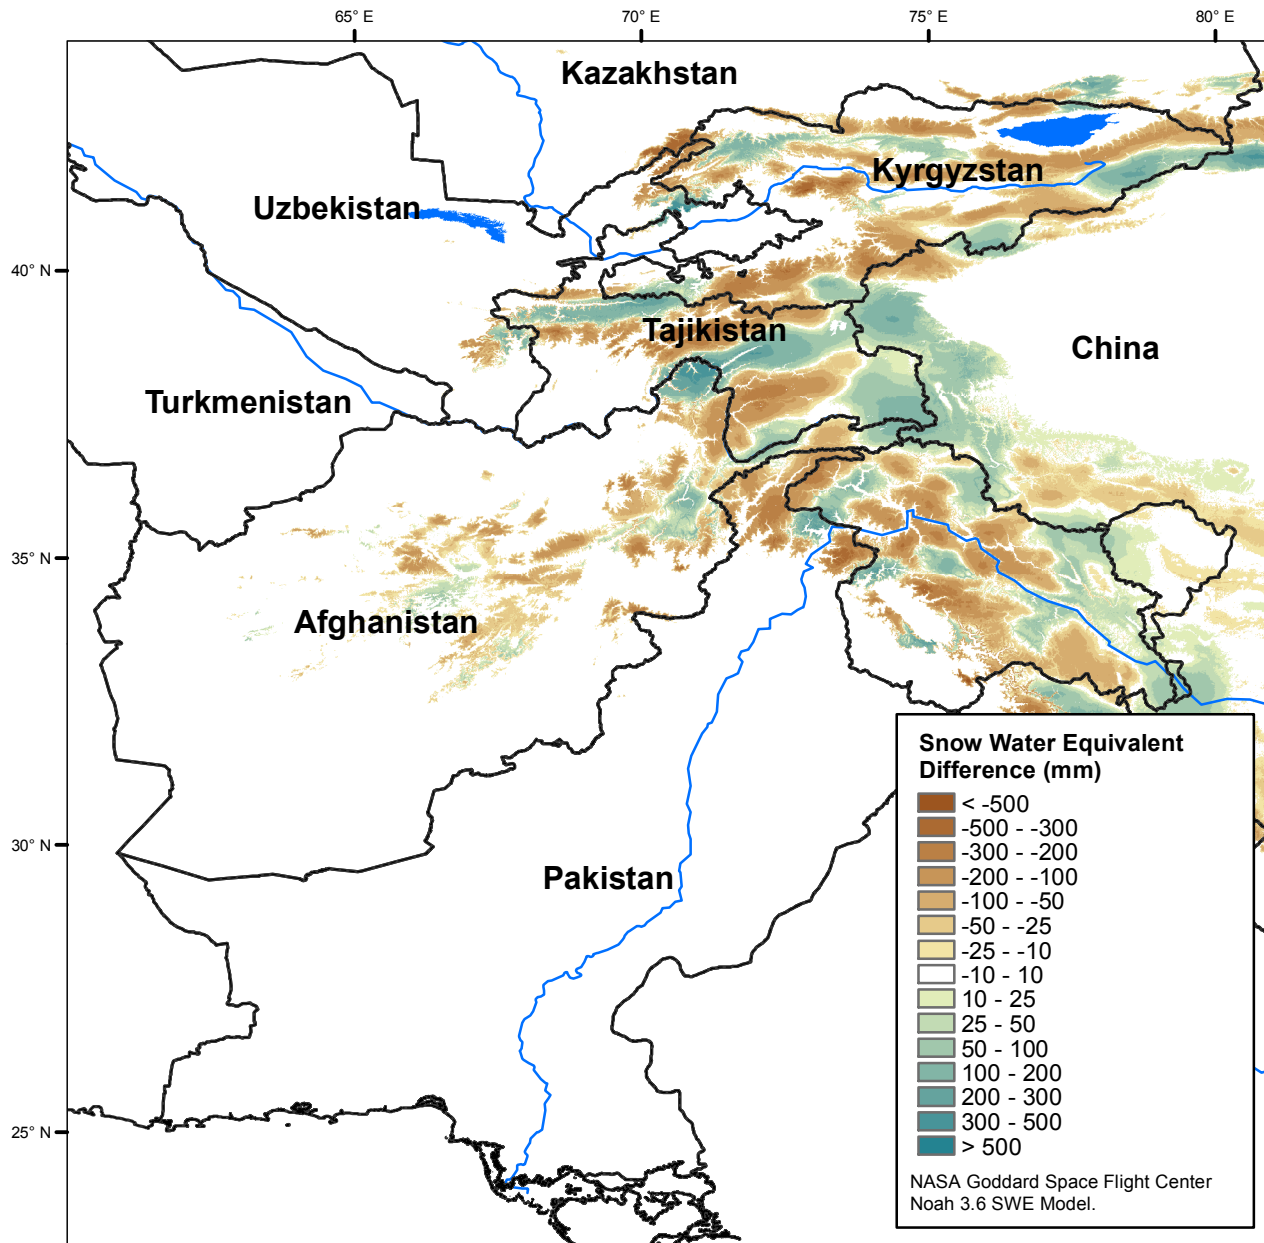 65° E
70° E
75° E
80° E
Kazakhstan
Kyrgyzstan
Uzbekistan
40° N
Tajikistan
China
Turkmenistan
35° N
Afghanistan
Snow Water Equivalent
Difference (mm)
< -500
-500 - -300
-300 - -200
-200 - -100
-100 - -50
-50 - -25
-25 - -10
-10 - 10
10 - 25
25 - 50
50 - 100
100 - 200
200 - 300
300 - 500
> 500
30° N
Pakistan
25° N
NASA Goddard Space Flight Center
Noah 3.6 SWE Model.